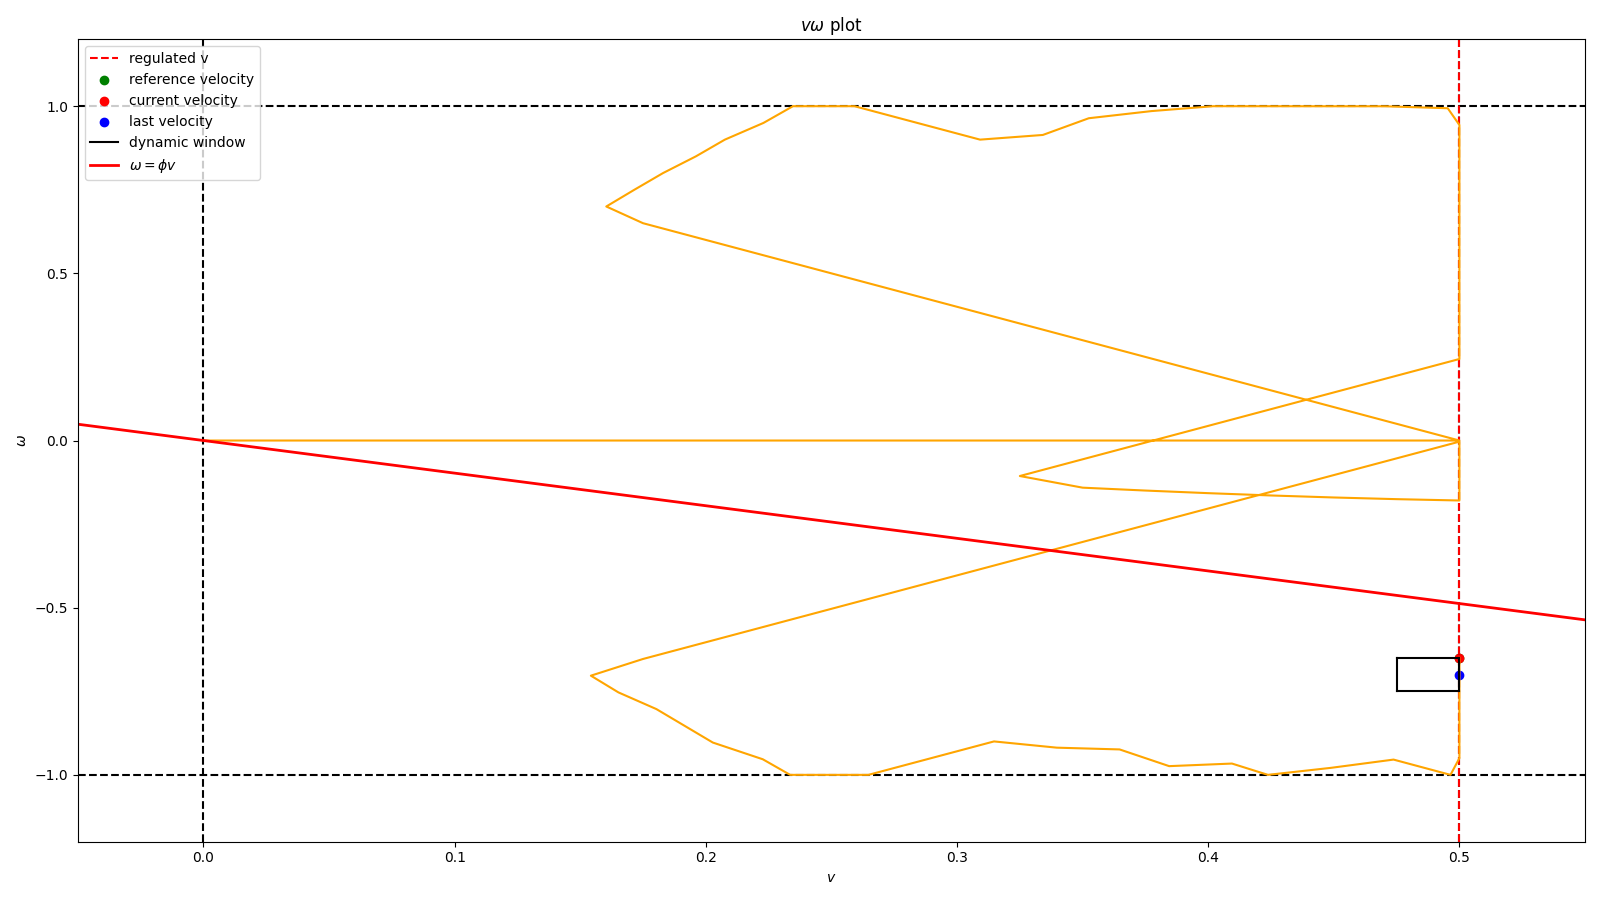 vω plot
regulated v
reference velocity
current velocity
last velocity
dynamic window
ω = ϕv
1.0
0.5
0.0
−0.5
−1.0
ω
0.0 0.1 0.2 0.3 0.4 0.5
v